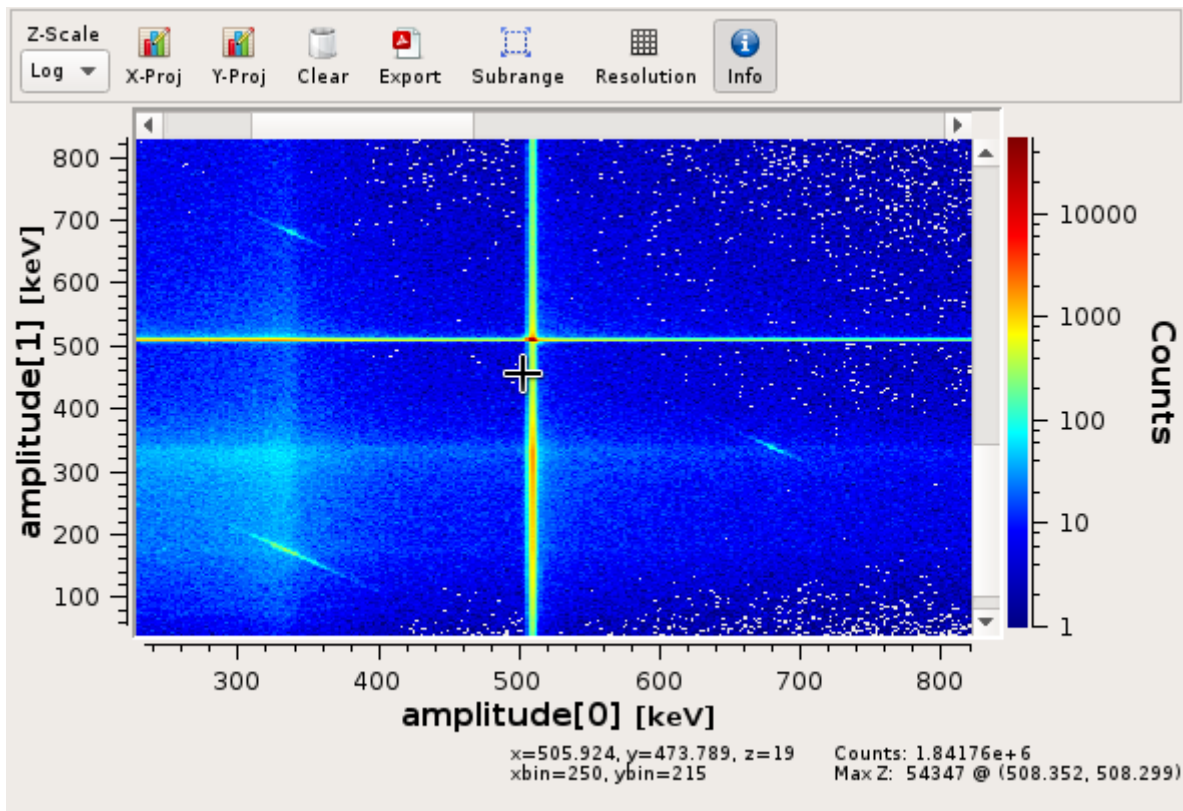 Z-Scale
Log
X-Proj Y-Proj Clear Export Subrange Resolution Info
800
700
600
500
400
300
200
100
amplitude[1] [keV]
300 400 500 600 700 800
amplitude[0] [keV]
10000
1000
100
10
1
Counts
x=505.924, y=473.789, z=19
xbin=250, ybin=215
Counts: 1.84176e+6
Max Z: 54347 @ (508.352, 508.299)